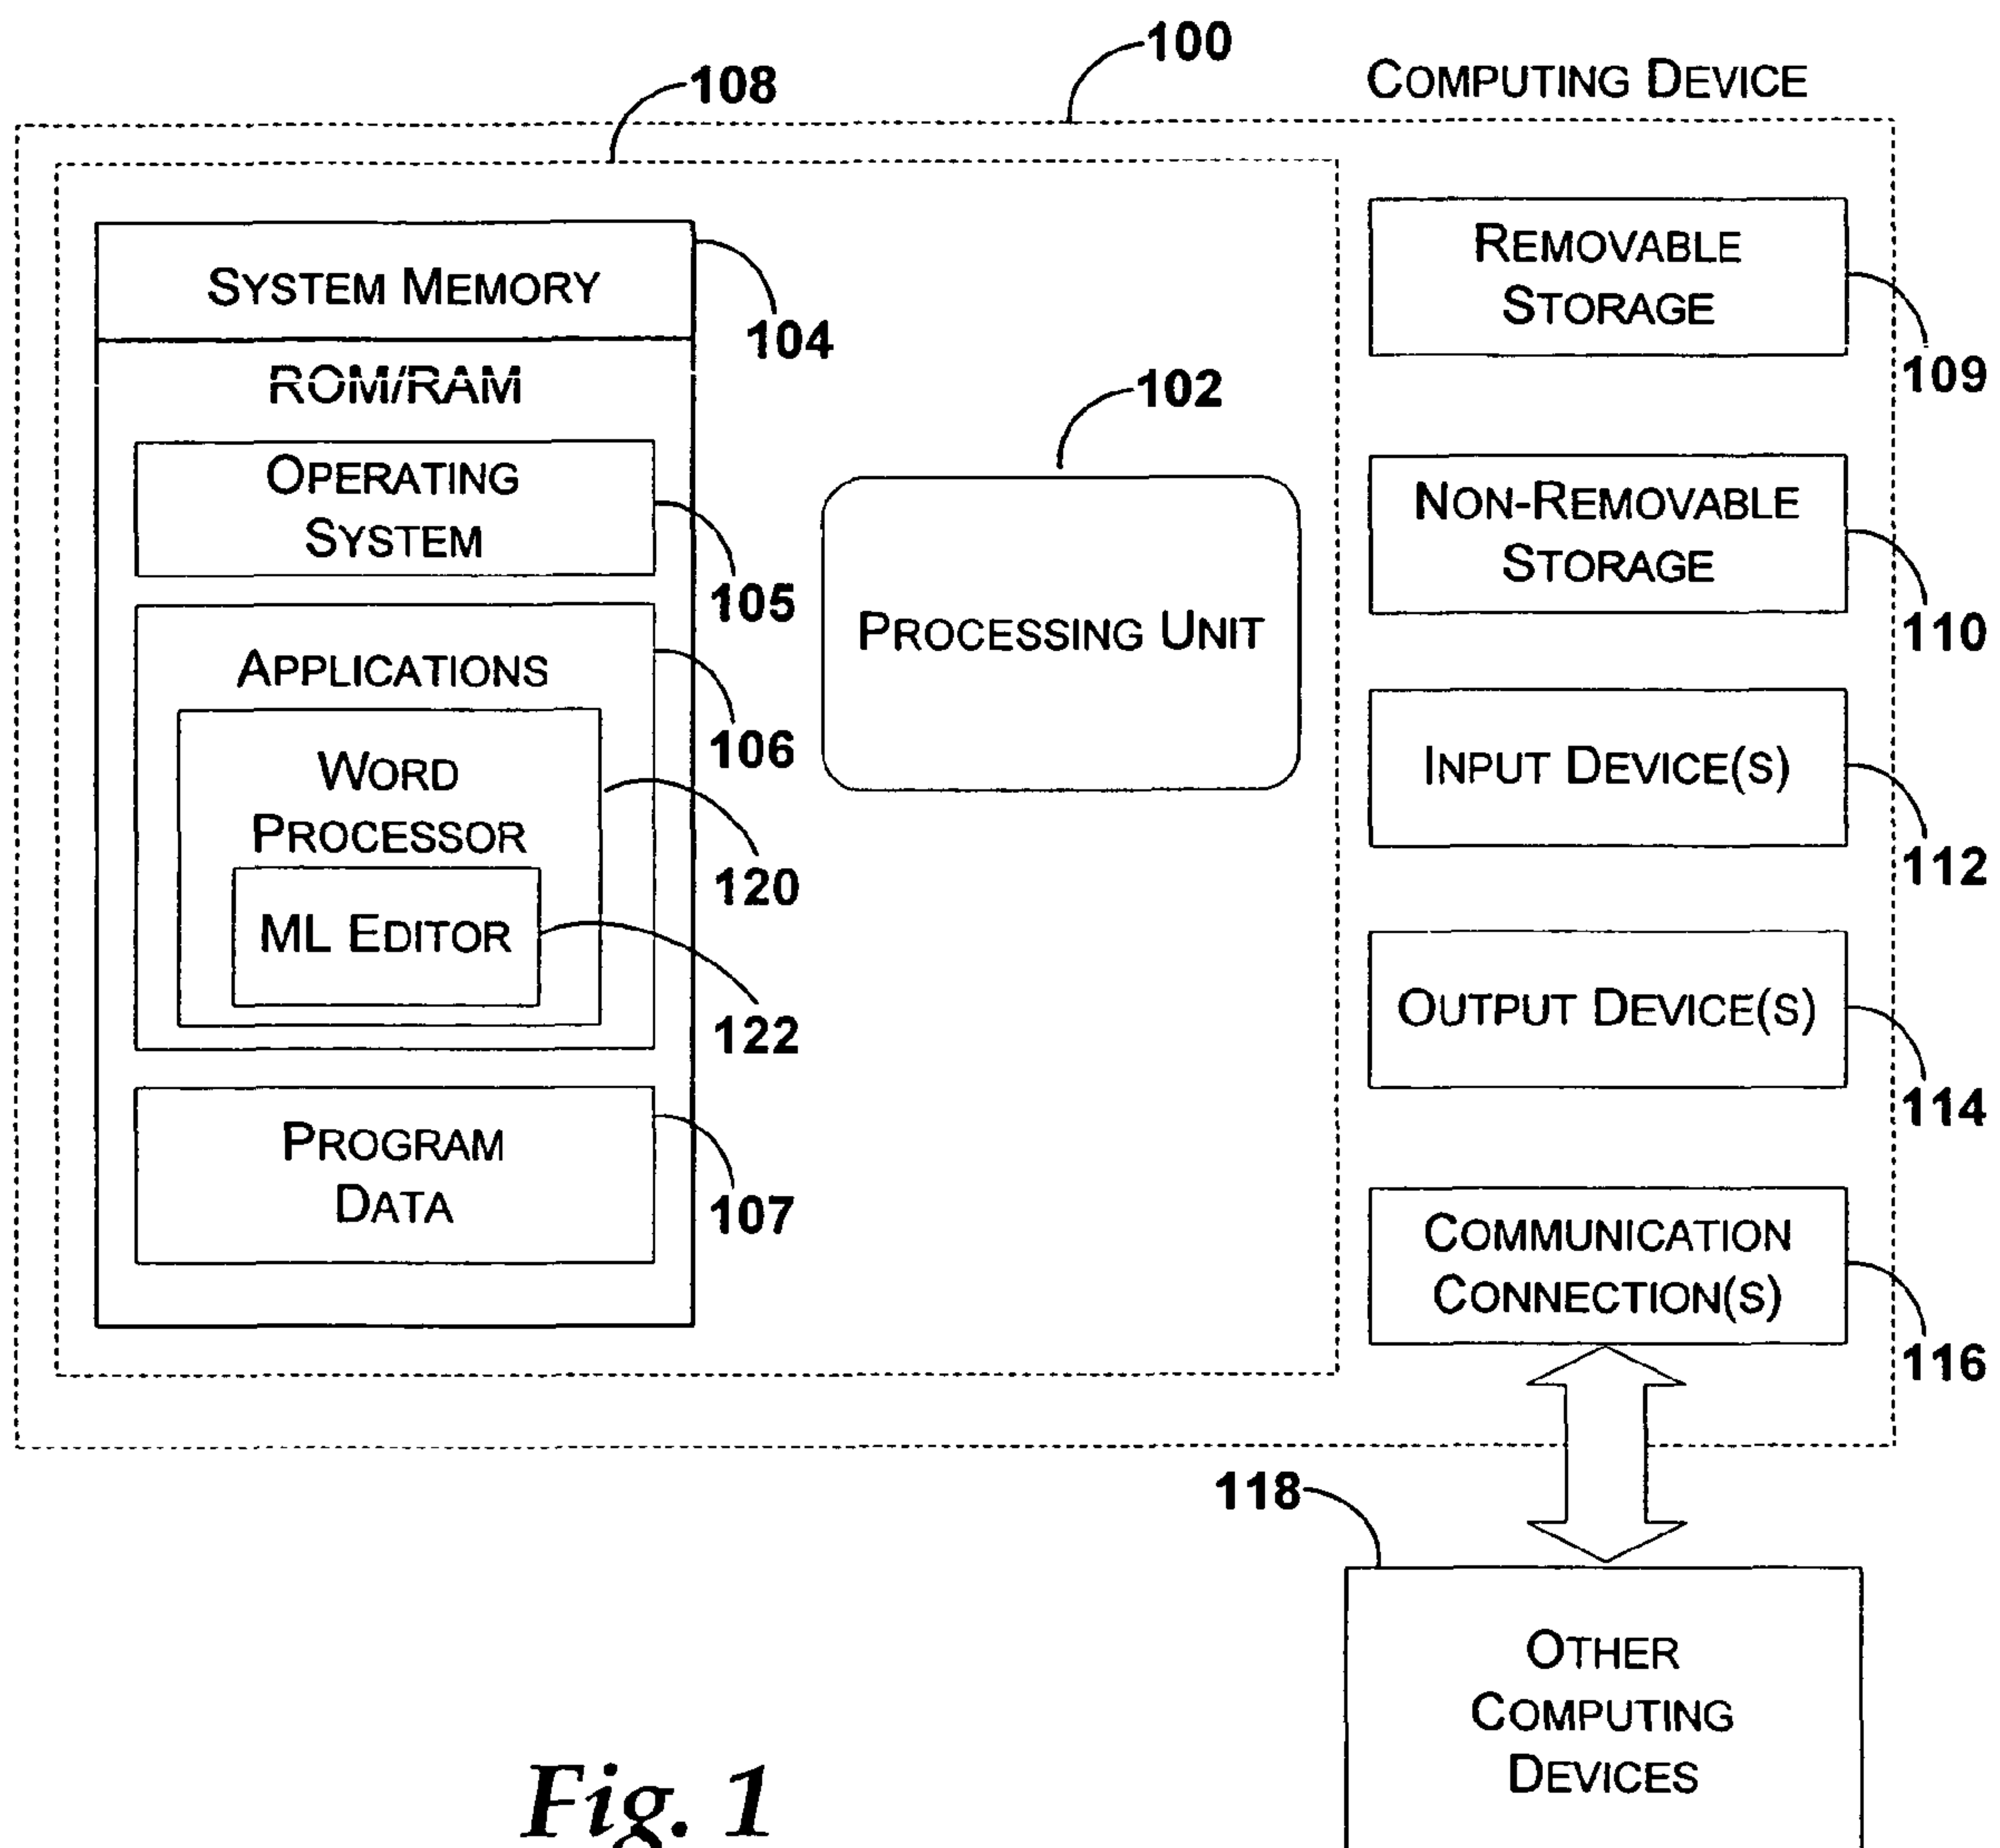 100
COMPUTING DEVICE
108
SYSTEM MEMORY
104
ROM/RAM
OPERATING
SYSTEM
105
APPLICATIONS
106
WORD
PROCESSOR
120
ML EDITOR
122
PROGRAM
DATA
107
102
PROCESSING UNIT
REMOVABLE
STORAGE
109
NON-REMOVABLE
STORAGE
110
INPUT DEVICE(S)
112
OUTPUT DEVICE(S)
114
COMMUNICATION
CONNECTION(S)
116
118
OTHER
COMPUTING
DEVICES
Fig. 1